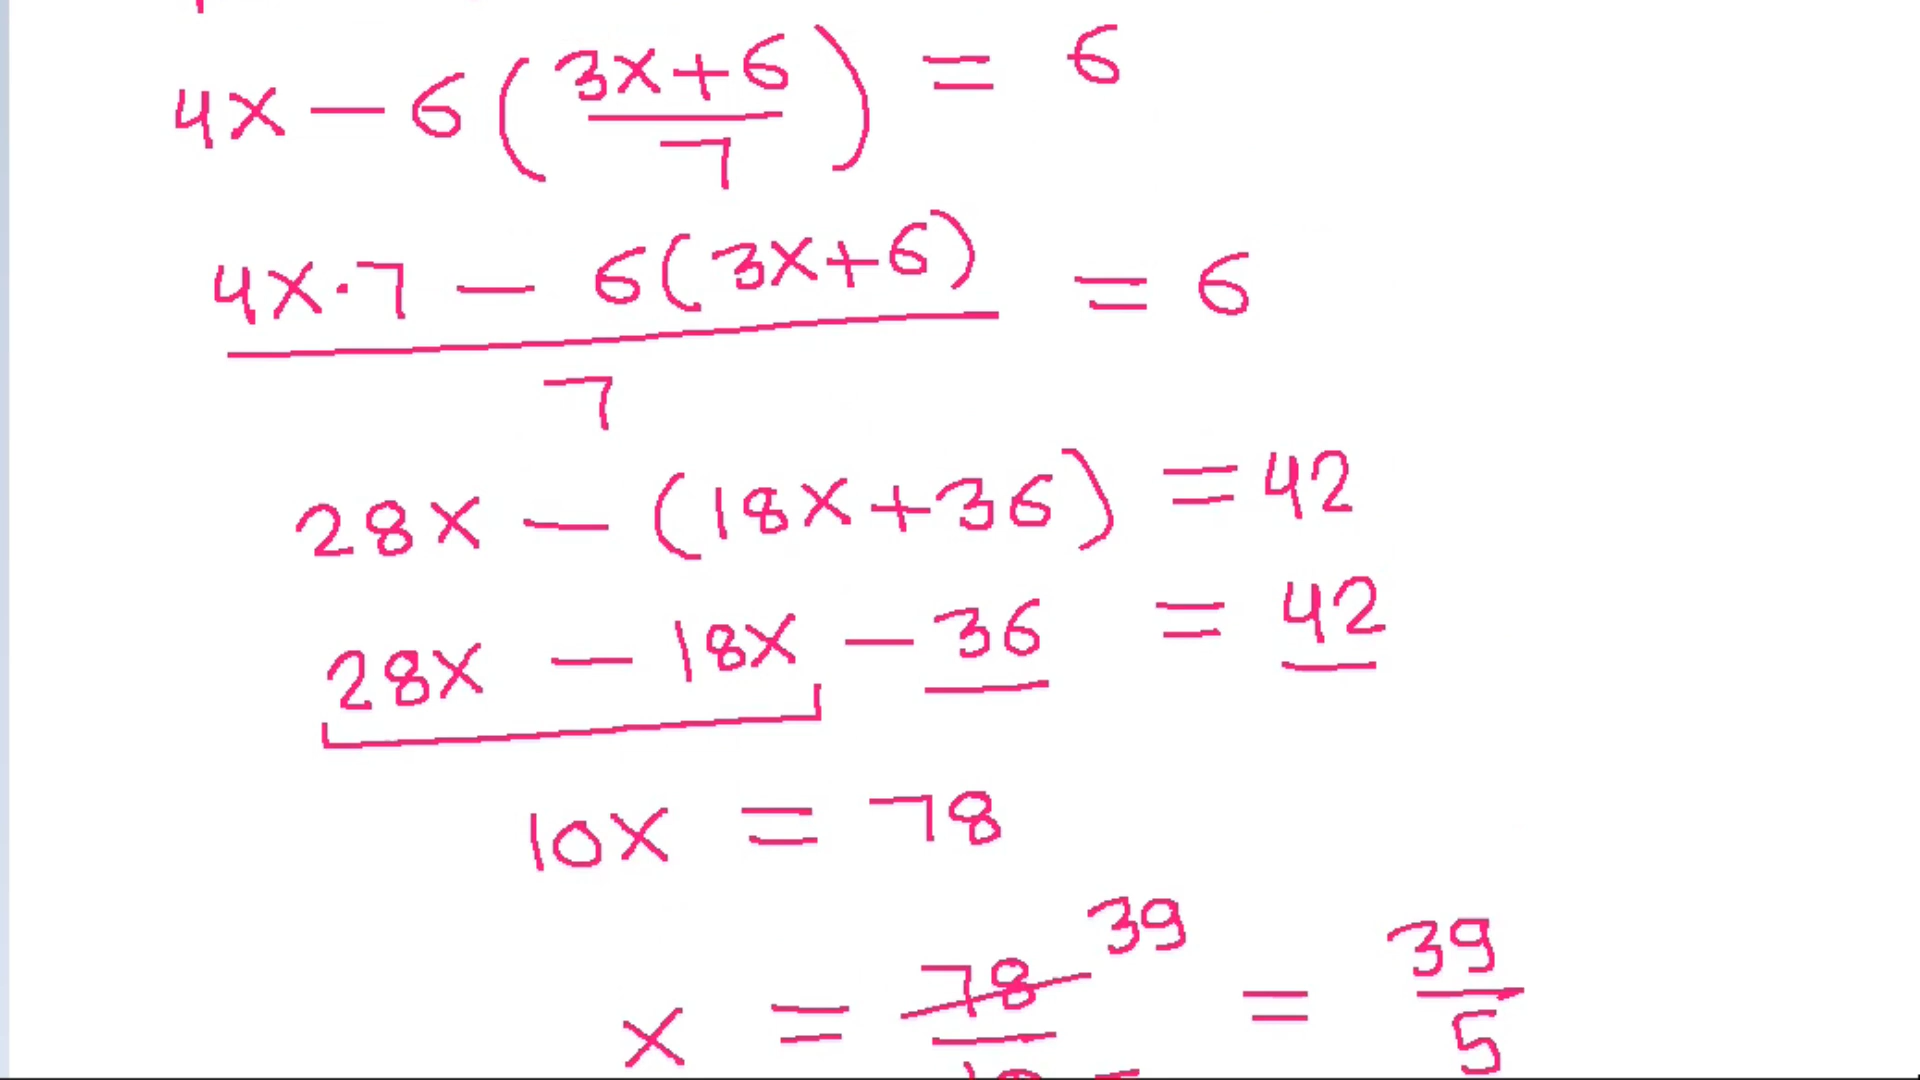 4x - 6 ( (3x+6)/7 ) = 6
(4x·7 - 6(3x+6))/7 = 6
28x - (18x+36) = 42
28x - 18x - 36 = 42
10x = 78
39
x = 78/10 = 39/5